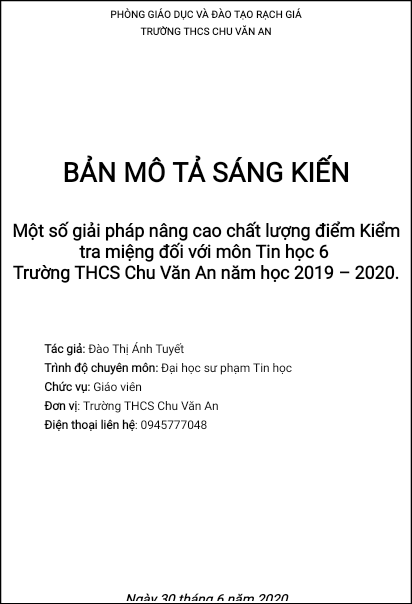 PHÒNG GIÁO DỤC VÀ ĐÀO TẠO RẠCH GIÁ
TRƯỜNG THCS CHU VĂN AN
BẢN MÔ TẢ SÁNG KIẾN
Một số giải pháp nâng cao chất lượng điểm Kiểm
tra miệng đối với môn Tin học 6
Trường THCS Chu Văn An năm học 2019 – 2020.
Tác giả: Đào Thị Ánh Tuyết
Trình độ chuyên môn: Đại học sư phạm Tin học
Chức vụ: Giáo viên
Đơn vị: Trường THCS Chu Văn An
Điện thoại liên hệ: 0945777048
Ngày 30 tháng 6 năm 2020